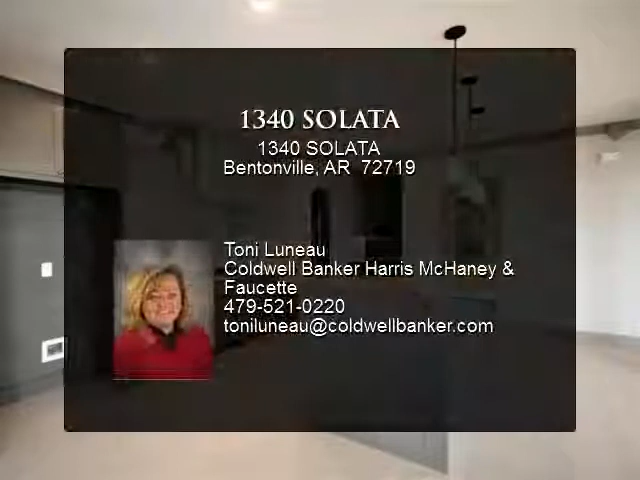 1340 SOLATA
1340 SOLATA
Bentonville, AR  72719
Toni Luneau
Coldwell Banker Harris McHaney &
Faucette
479-521-0220
toniluneau@coldwellbanker.com